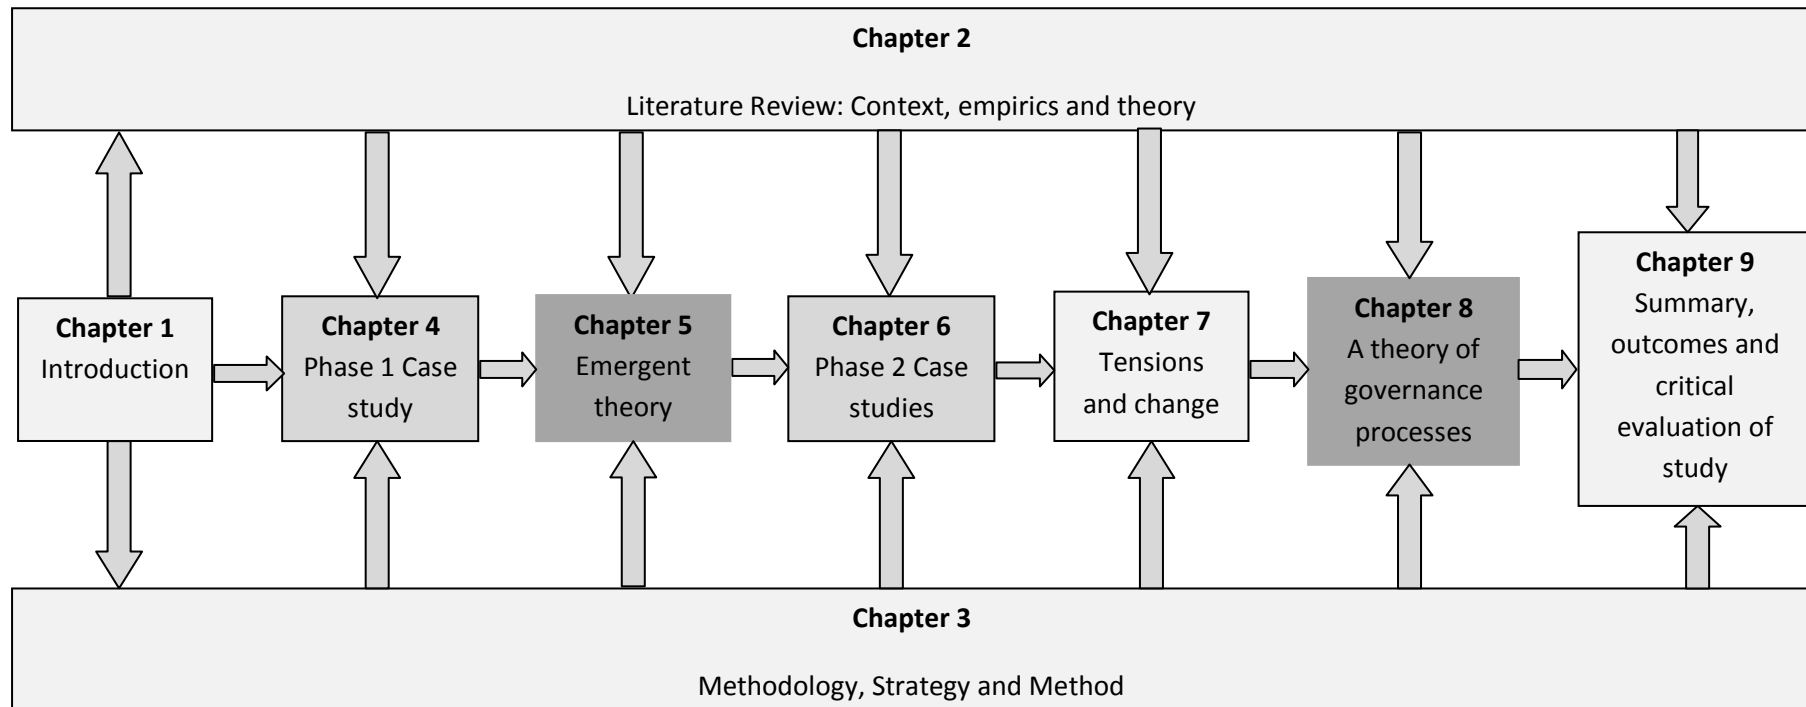 Chapter 2
Literature Review: Context, empirics and theory
Chapter 1
Introduction
Chapter 4
Phase 1 Case
study
Chapter 5
Emergent
theory
Chapter 6
Phase 2 Case
studies
Chapter 7
Tensions
and change
Chapter 8
A theory of
governance
processes
Chapter 9
Summary,
outcomes and
critical
evaluation of
study
Chapter 3
Methodology, Strategy and Method